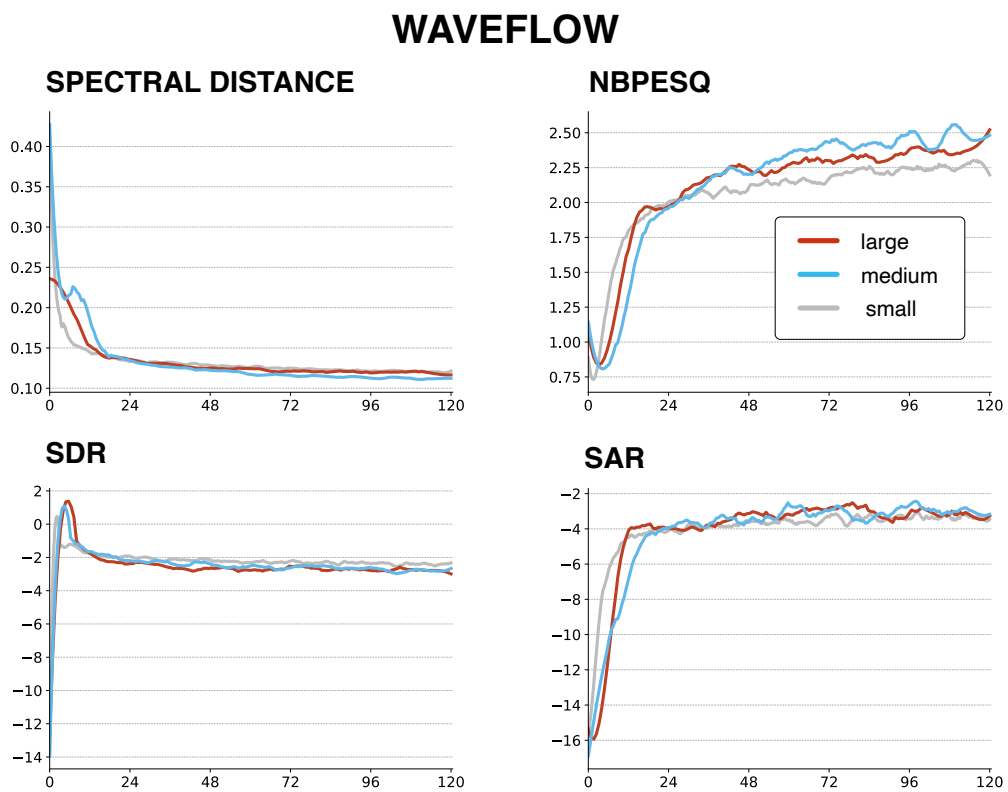 WAVEFLOW
SPECTRAL DISTANCE
0.40
0.35
0.30
0.25
0.20
0.15
0.10
0 24 48 72 96 120
NBPESQ
2.50
2.25
2.00
1.75
1.50
1.25
1.00
0.75
0 24 48 72 96 120
large
medium
small
SDR
2
0
−2
−4
−6
−8
−10
−12
−14
0 24 48 72 96 120
SAR
−2
−4
−6
−8
−10
−12
−14
−16
0 24 48 72 96 120